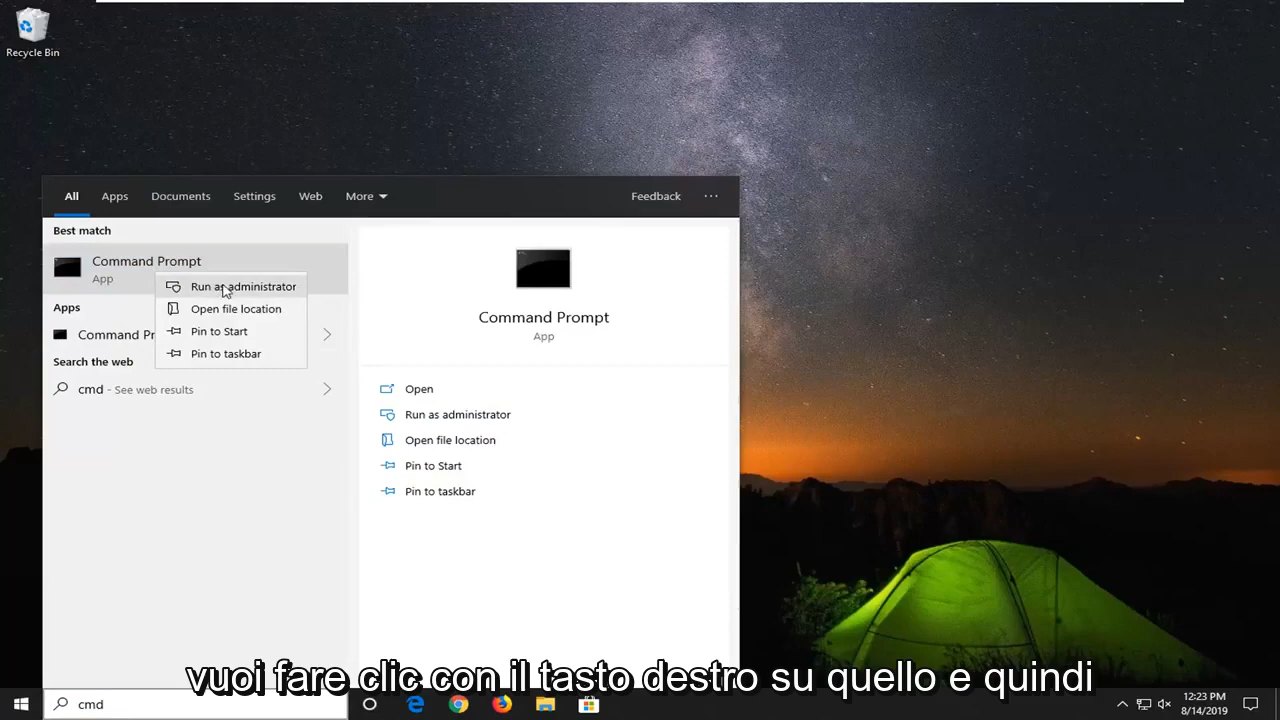 Recycle Bin
All Apps Documents Settings Web More Feedback ...
Best match
Command Prompt
App
Run as administrator
Open file location
Pin to Start
Pin to taskbar
Apps
Command Pr
Search the web
cmd - See web results
Command Prompt
App
Open
Run as administrator
Open file location
Pin to Start
Pin to taskbar
vuoi fare clic con il tasto destro su quello e quindi
cmd
12:23 PM
8/14/2019